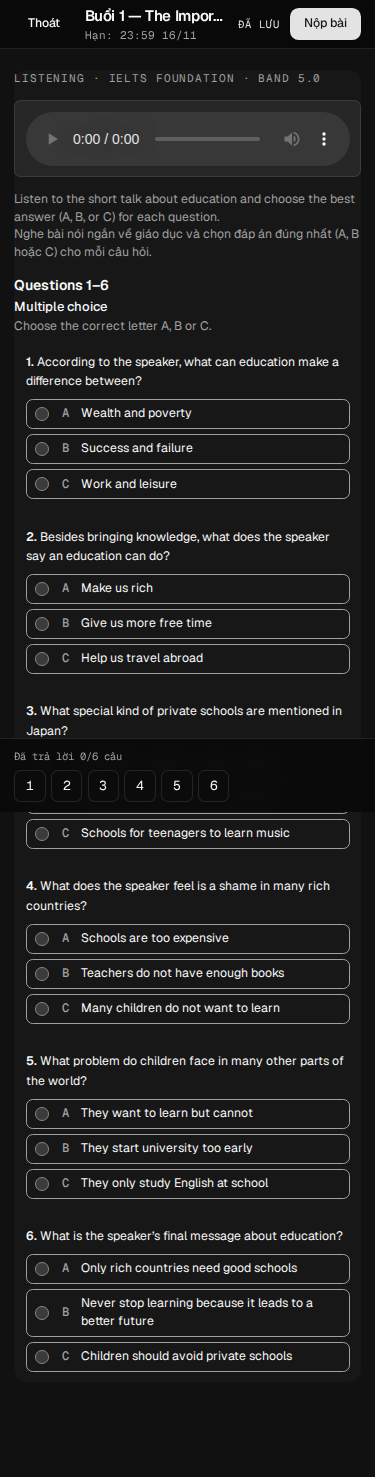 Thoát
Buổi 1 — The Impor...
Hạn: 23:59 16/11
ĐÃ LƯU
Nộp bài
LISTENING · IELTS FOUNDATION · BAND 5.0
0:00 / 0:00
Listen to the short talk about education and choose the best
answer (A, B, or C) for each question.
Nghe bài nói ngắn về giáo dục và chọn đáp án đúng nhất (A, B
hoặc C) cho mỗi câu hỏi.
Questions 1–6
Multiple choice
Choose the correct letter A, B or C.
1. According to the speaker, what can education make a
difference between?
A Wealth and poverty
B Success and failure
C Work and leisure
2. Besides bringing knowledge, what does the speaker
say an education can do?
A Make us rich
B Give us more free time
C Help us travel abroad
3. What special kind of private schools are mentioned in
Japan?
Đã trả lời 0/6 câu
1 2 3 4 5 6
C Schools for teenagers to learn music
4. What does the speaker feel is a shame in many rich
countries?
A Schools are too expensive
B Teachers do not have enough books
C Many children do not want to learn
5. What problem do children face in many other parts of
the world?
A They want to learn but cannot
B They start university too early
C They only study English at school
6. What is the speaker's final message about education?
A Only rich countries need good schools
B Never stop learning because it leads to a
better future
C Children should avoid private schools